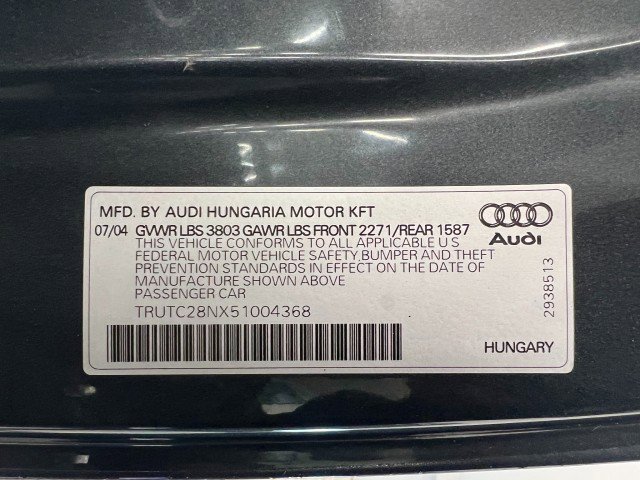 MFD. BY AUDI HUNGARIA MOTOR KFT
07/04 GVWR LBS 3803 GAWR LBS FRONT 2271/REAR 1587
THIS VEHICLE CONFORMS TO ALL APPLICABLE U S
FEDERAL MOTOR VEHICLE SAFETY, BUMPER AND THEFT
PREVENTION STANDARDS IN EFFECT ON THE DATE OF
MANUFACTURE SHOWN ABOVE
PASSENGER CAR
TRUTC28NX51004368
Audi
2938513
HUNGARY